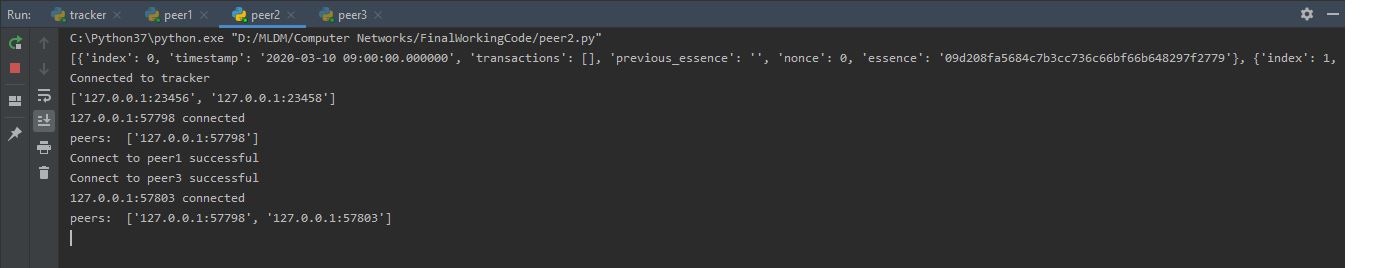 Run: tracker peer1 peer2 peer3
C:\Python37\python.exe "D:/MLDM/Computer Networks/FinalWorkingCode/peer2.py"
[{'index': 0, 'timestamp': '2020-03-10 09:00:00.000000', 'transactions': [], 'previous_essence': '', 'nonce': 0, 'essence': '09d208fa5684c7b3cc736c66bf66b648297f2779'}, {'index': 1,
Connected to tracker
['127.0.0.1:23456', '127.0.0.1:23458']
127.0.0.1:57798 connected
peers:  ['127.0.0.1:57798']
Connect to peer1 successful
Connect to peer3 successful
127.0.0.1:57803 connected
peers:  ['127.0.0.1:57798', '127.0.0.1:57803']